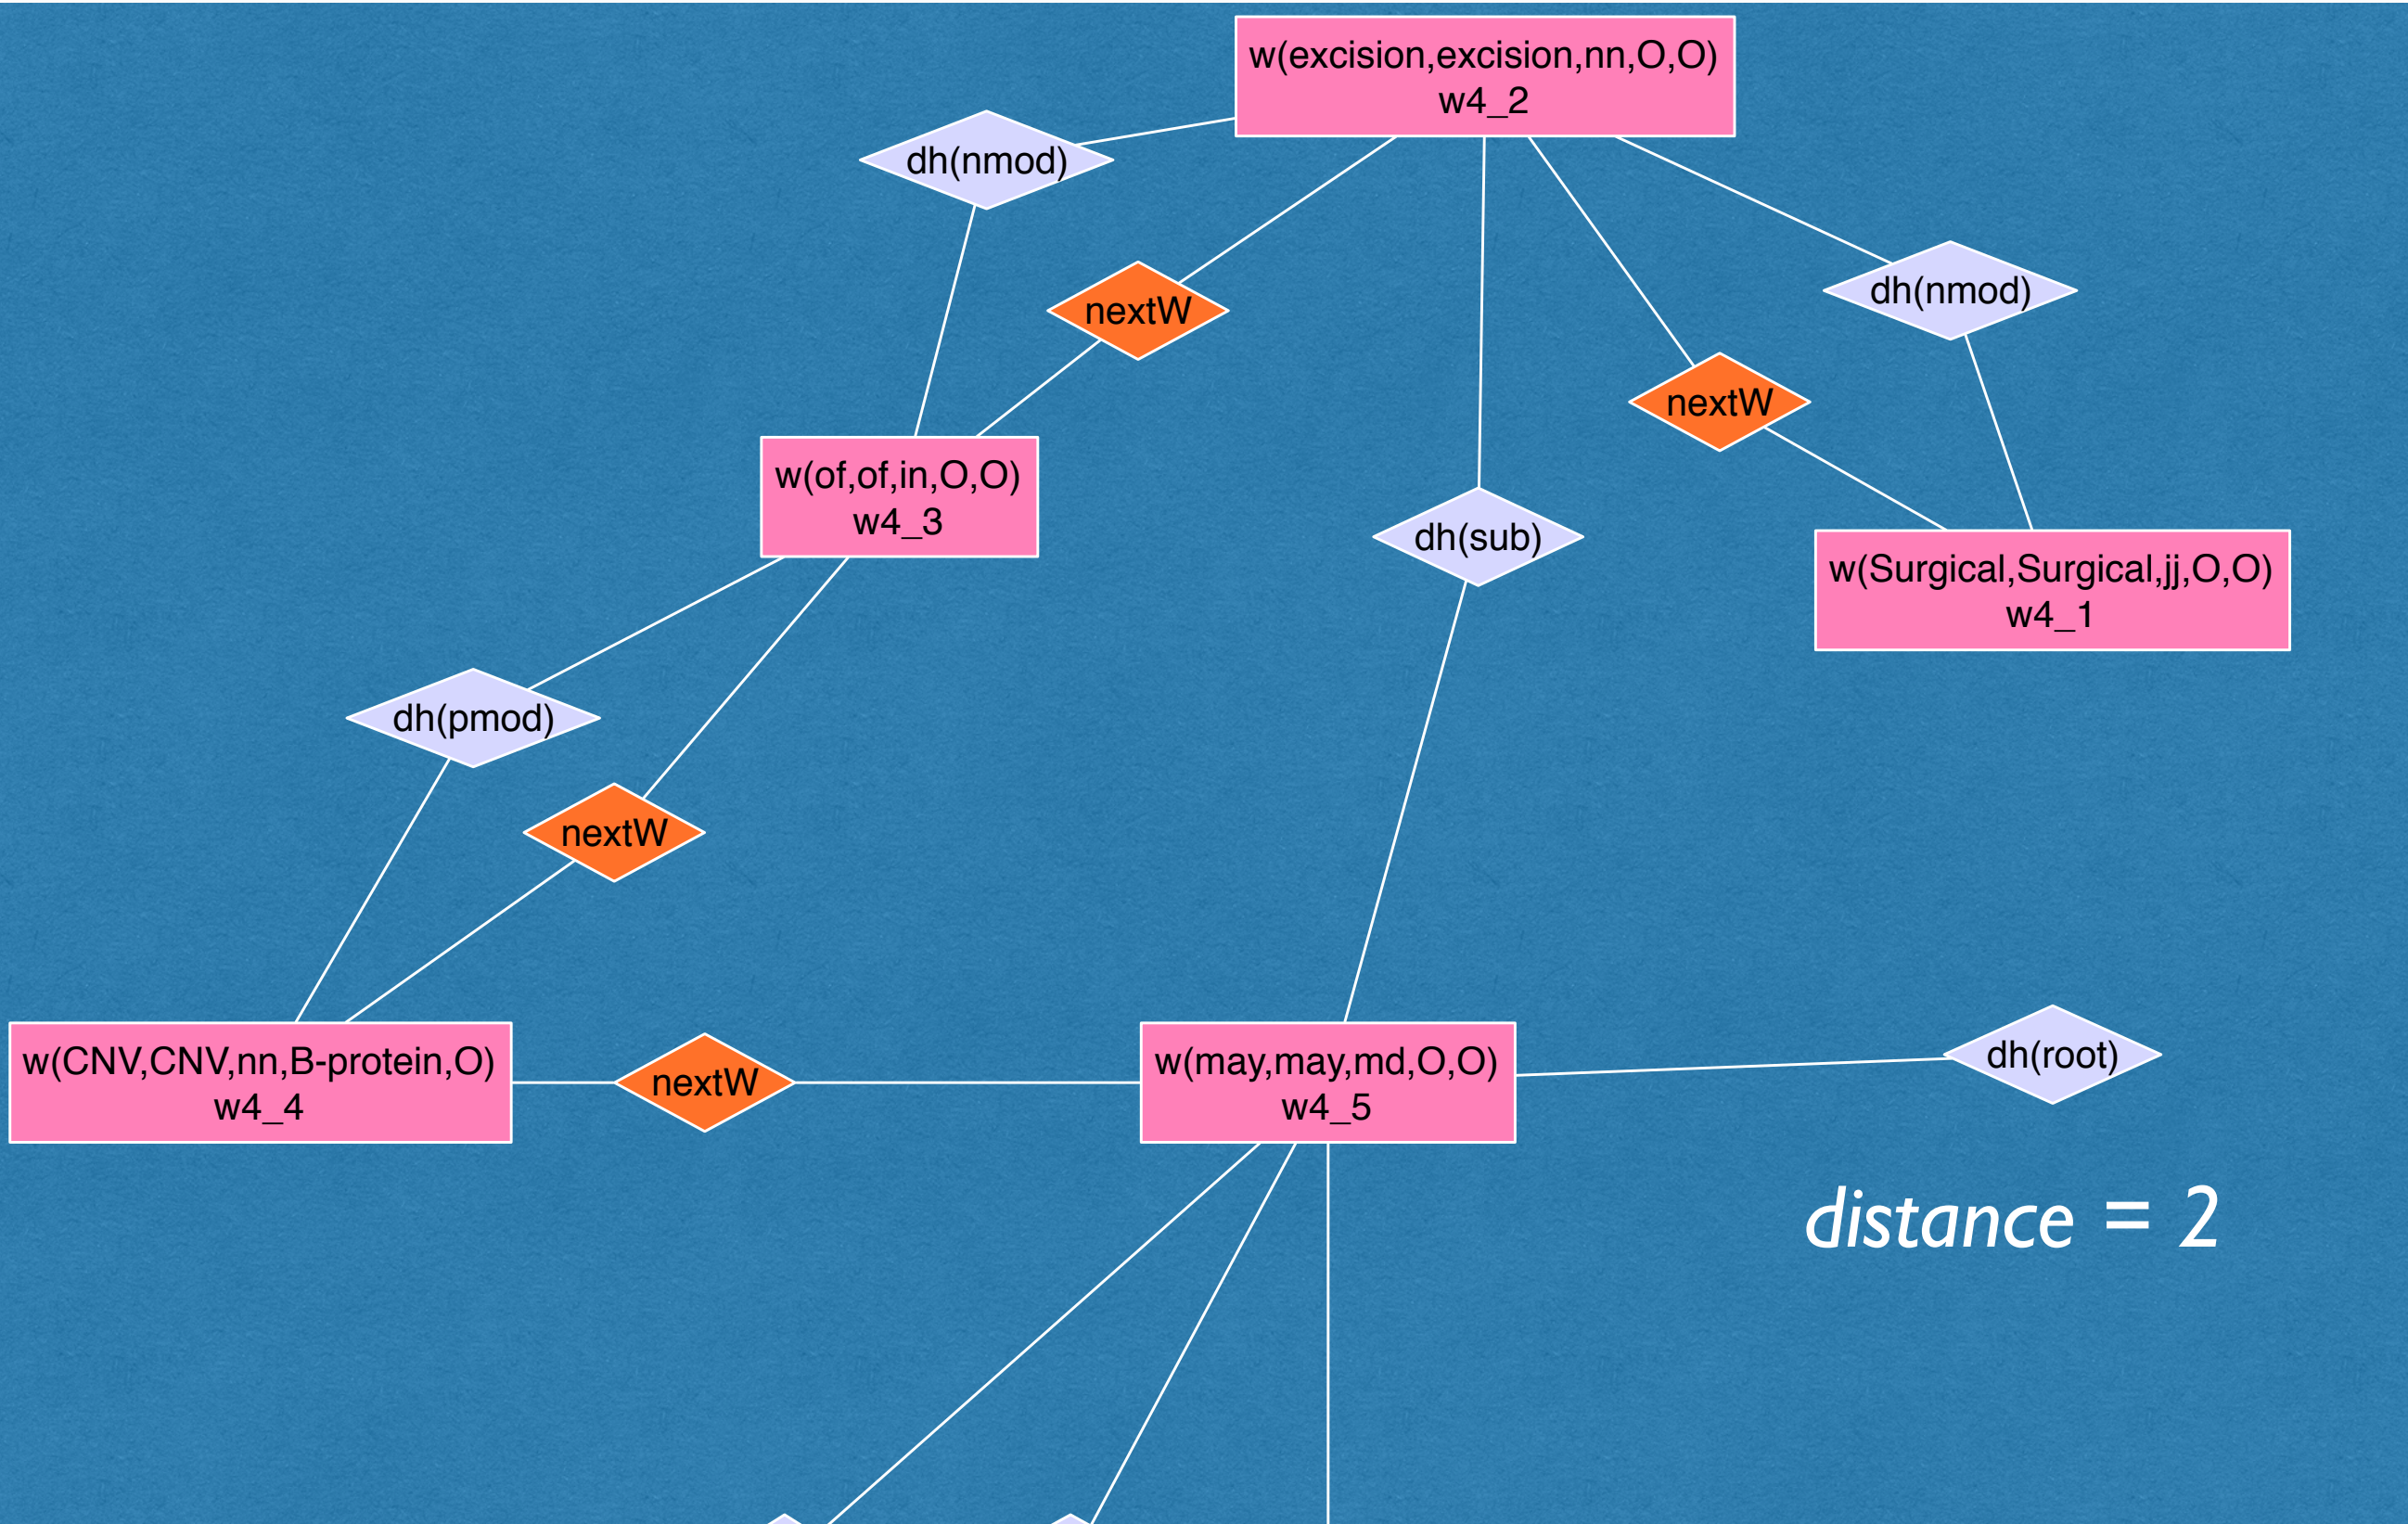 w(excision,excision,nn,O,O)
w4_2
dh(nmod)
dh(nmod)
nextW
nextW
w(of,of,in,O,O)
w4_3
dh(sub)
w(Surgical,Surgical,jj,O,O)
w4_1
dh(pmod)
nextW
w(CNV,CNV,nn,B-protein,O)
w4_4
nextW
w(may,may,md,O,O)
w4_5
dh(root)
distance = 2